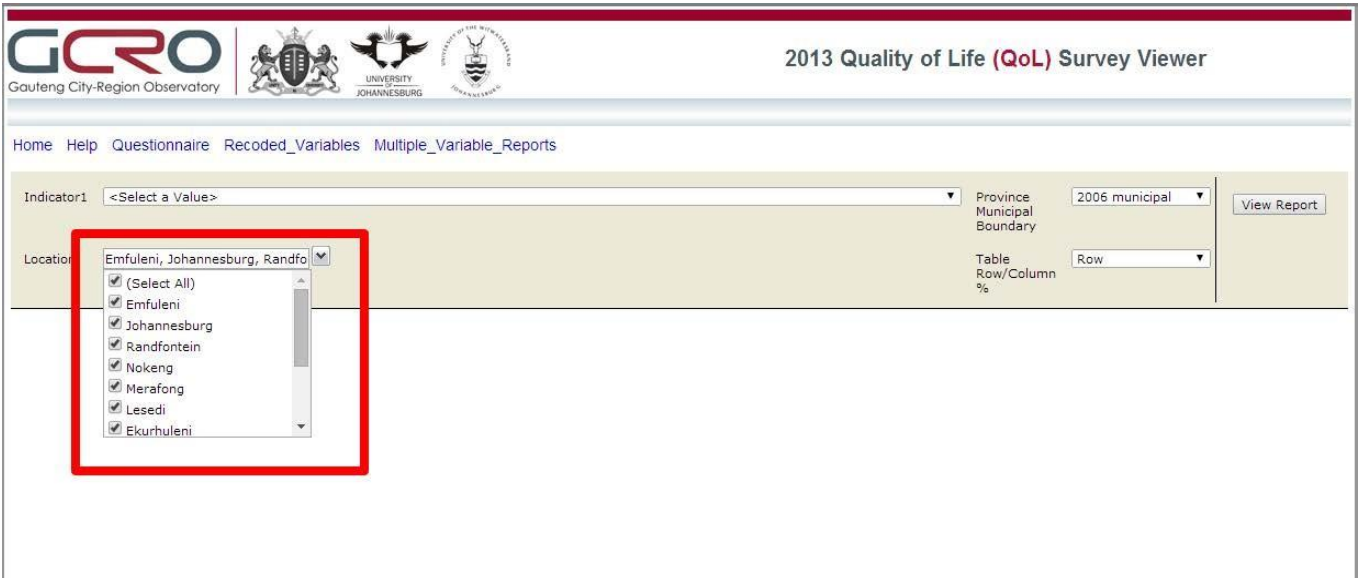 GCRO
Gauteng City-Region Observatory
UNIVERSITY
OF
JOHANNESBURG
2013 Quality of Life (QoL) Survey Viewer
Home Help Questionnaire Recoded_Variables Multiple_Variable_Reports
Indicator1 <Select a Value> Province Municipal Boundary 2006 municipal View Report
Location Emfuleni, Johannesburg, Randfo Table Row/Column % Row
(Select All)
Emfuleni
Johannesburg
Randfontein
Nokeng
Merafong
Lesedi
Ekurhuleni